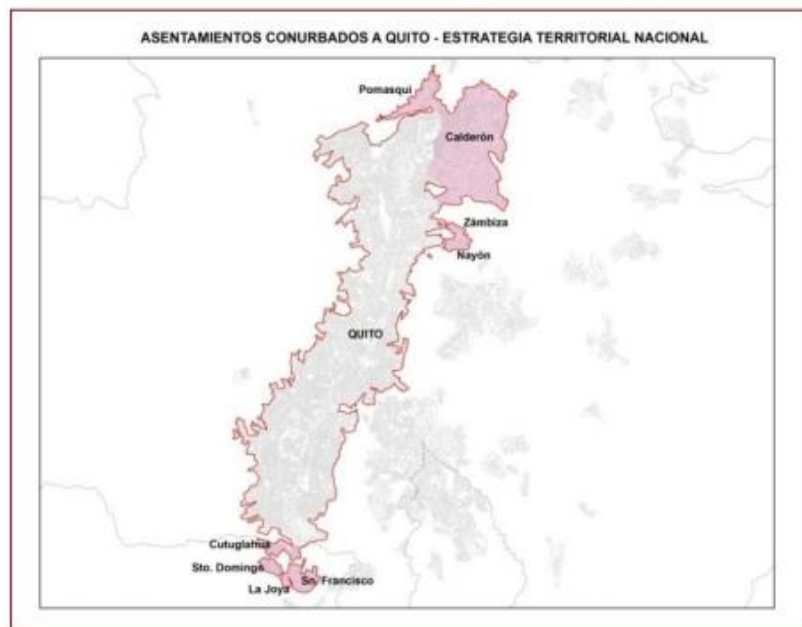 ASENTAMIENTOS CONURBADOS A QUITO - ESTRATEGIA TERRITORIAL NACIONAL
Pomasqui
Calderón
Zámbiza
Nayón
QUITO
Cutuglahua
Sto. Domingo
Sn. Francisco
La Joya